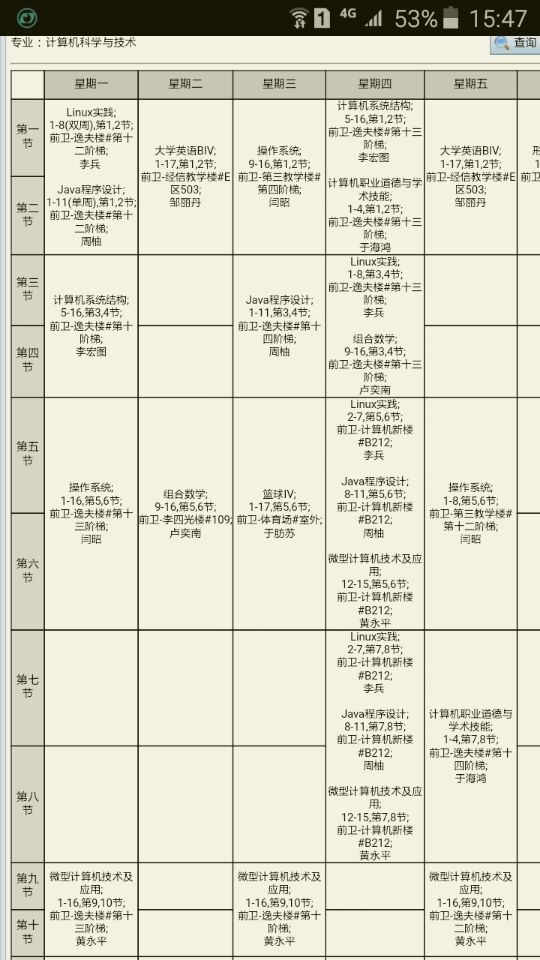 4G 53% 15:47
专业：计算机科学与技术
查询
星期一 星期二 星期三 星期四 星期五
第一
节
Linux实践;
1-8(双周),第1,2节;
前卫-逸夫楼#第十
二阶梯;
李兵
Java程序设计;
1-11(单周),第1,2节;
前卫-逸夫楼#第十
二阶梯;
周柚
大学英语BIV;
1-17,第1,2节;
前卫-经信教学楼#E
区503;
邹丽丹
操作系统;
9-16,第1,2节;
前卫-第三教学楼#
第四阶梯;
闫昭
计算机系统结构;
5-16,第1,2节;
前卫-逸夫楼#第十三
阶梯;
李宏图
计算机职业道德与学
术技能;
1-4,第1,2节;
前卫-逸夫楼#第十三
阶梯;
于海鸿
大学英语BIV;
1-17,第1,2节;
前卫-经信教学楼#E
区503;
邹丽丹
第二
节
第三
节
计算机系统结构;
5-16,第3,4节;
前卫-逸夫楼#第十
阶梯;
李宏图
Java程序设计;
1-11,第3,4节;
前卫-逸夫楼#第十
四阶梯;
周柚
Linux实践;
1-8,第3,4节;
前卫-逸夫楼#第十三
阶梯;
李兵
组合数学;
9-16,第3,4节;
前卫-逸夫楼#第十三
阶梯;
卢奕南
第四
节
第五
节
操作系统;
1-16,第5,6节;
前卫-逸夫楼#第十
三阶梯;
闫昭
组合数学;
9-16,第5,6节;
前卫-李四光楼#109;
卢奕南
篮球IV;
1-17,第5,6节;
前卫-体育场#室外;
于肪苏
Linux实践;
2-7,第5,6节;
前卫-计算机新楼
#B212;
李兵
Java程序设计;
8-11,第5,6节;
前卫-计算机新楼
#B212;
周柚
微型计算机技术及应
用;
12-15,第5,6节;
前卫-计算机新楼
#B212;
黄永平
操作系统;
1-8,第5,6节;
前卫-第三教学楼#
第十二阶梯;
闫昭
第六
节
第七
节
Linux实践;
2-7,第7,8节;
前卫-计算机新楼
#B212;
李兵
Java程序设计;
8-11,第7,8节;
前卫-计算机新楼
#B212;
周柚
微型计算机技术及应
用;
12-15,第7,8节;
前卫-计算机新楼
#B212;
黄永平
计算机职业道德与
学术技能;
1-4,第7,8节;
前卫-逸夫楼#第十
四阶梯;
于海鸿
第八
节
第九
节
微型计算机技术及
应用;
1-16,第9,10节;
前卫-逸夫楼#第十
三阶梯;
黄永平
微型计算机技术及
应用;
1-16,第9,10节;
前卫-逸夫楼#第十
阶梯;
黄永平
微型计算机技术及
应用;
1-16,第9,10节;
前卫-逸夫楼#第十
二阶梯;
黄永平
第十
节